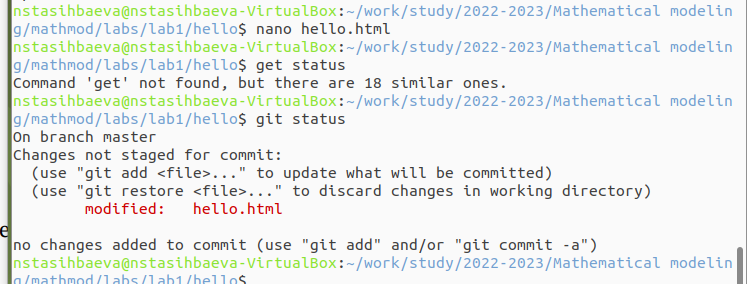 nstasihbaeva@nstasihbaeva-VirtualBox:~/work/study/2022-2023/Mathematical modelin
g/mathmod/labs/lab1/hello$ nano hello.html
nstasihbaeva@nstasihbaeva-VirtualBox:~/work/study/2022-2023/Mathematical modelin
g/mathmod/labs/lab1/hello$ get status
Command 'get' not found, but there are 18 similar ones.
nstasihbaeva@nstasihbaeva-VirtualBox:~/work/study/2022-2023/Mathematical modelin
g/mathmod/labs/lab1/hello$ git status
On branch master
Changes not staged for commit:
  (use "git add <file>..." to update what will be committed)
  (use "git restore <file>..." to discard changes in working directory)
        modified:   hello.html

no changes added to commit (use "git add" and/or "git commit -a")
nstasihbaeva@nstasihbaeva-VirtualBox:~/work/study/2022-2023/Mathematical modelin
g/mathmod/labs/lab1/hello$